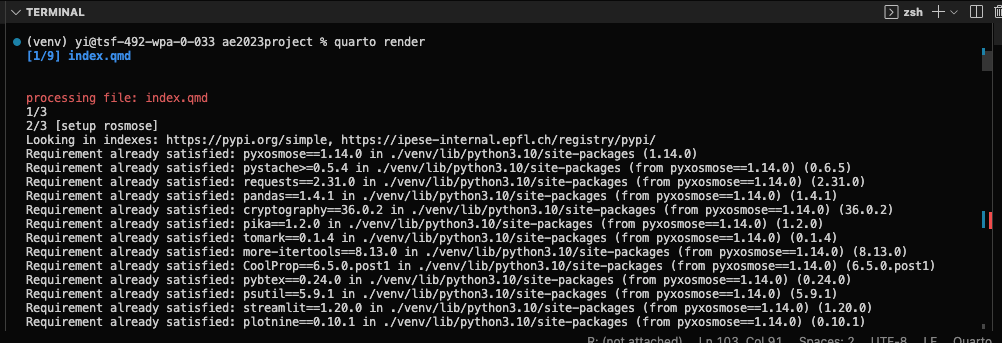 TERMINAL
zsh
(venv) yi@tsf-492-wpa-0-033 ae2023project % quarto render
[1/9] index.qmd
processing file: index.qmd
1/3
2/3 [setup rosmose]
Looking in indexes: https://pypi.org/simple, https://ipese-internal.epfl.ch/registry/pypi/
Requirement already satisfied: pyxosmose==1.14.0 in ./venv/lib/python3.10/site-packages (1.14.0)
Requirement already satisfied: pystache>=0.5.4 in ./venv/lib/python3.10/site-packages (from pyxosmose==1.14.0) (0.6.5)
Requirement already satisfied: requests==2.31.0 in ./venv/lib/python3.10/site-packages (from pyxosmose==1.14.0) (2.31.0)
Requirement already satisfied: pandas==1.4.1 in ./venv/lib/python3.10/site-packages (from pyxosmose==1.14.0) (1.4.1)
Requirement already satisfied: cryptography==36.0.2 in ./venv/lib/python3.10/site-packages (from pyxosmose==1.14.0) (36.0.2)
Requirement already satisfied: pika==1.2.0 in ./venv/lib/python3.10/site-packages (from pyxosmose==1.14.0) (1.2.0)
Requirement already satisfied: tomark==0.1.4 in ./venv/lib/python3.10/site-packages (from pyxosmose==1.14.0) (0.1.4)
Requirement already satisfied: more-itertools==8.13.0 in ./venv/lib/python3.10/site-packages (from pyxosmose==1.14.0) (8.13.0)
Requirement already satisfied: CoolProp==6.5.0.post1 in ./venv/lib/python3.10/site-packages (from pyxosmose==1.14.0) (6.5.0.post1)
Requirement already satisfied: pybtex==0.24.0 in ./venv/lib/python3.10/site-packages (from pyxosmose==1.14.0) (0.24.0)
Requirement already satisfied: psutil==5.9.1 in ./venv/lib/python3.10/site-packages (from pyxosmose==1.14.0) (5.9.1)
Requirement already satisfied: streamlit==1.20.0 in ./venv/lib/python3.10/site-packages (from pyxosmose==1.14.0) (1.20.0)
Requirement already satisfied: plotnine==0.10.1 in ./venv/lib/python3.10/site-packages (from pyxosmose==1.14.0) (0.10.1)
R: (not attached) Ln 103, Col 91 Spaces: 2 UTF-8 LF Quarto